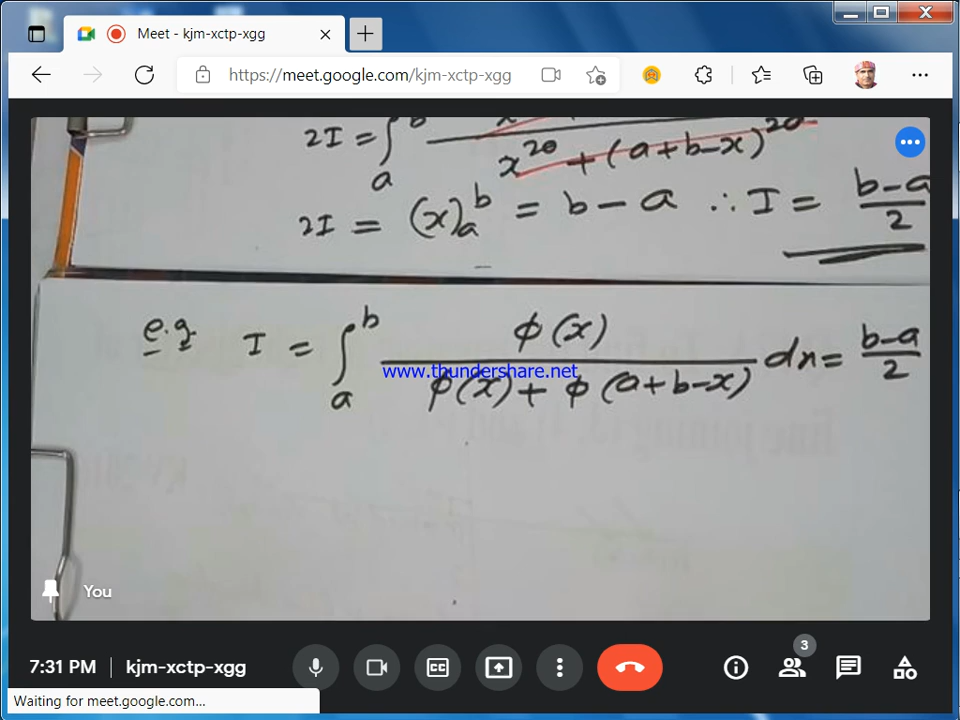 Meet - kjm-xctp-xgg
https://meet.google.com/kjm-xctp-xgg
2I = ∫ₐᵇ x²⁰ + (a+b-x)²⁰
2I = (x)ₐᵇ = b - a ∴ I = b-a/2
e.g I = ∫ₐᵇ φ(x)/φ(x) + φ(a+b-x) dx = b-a/2
www.thundershare.net
You
7:31 PM | kjm-xctp-xgg
CC
3
Waiting for meet.google.com...